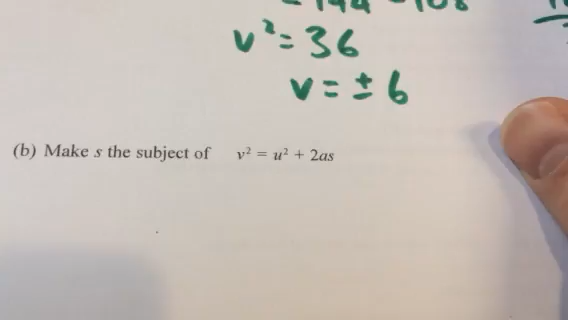 v² = 36
v = ± 6
(b) Make s the subject of v² = u² + 2as